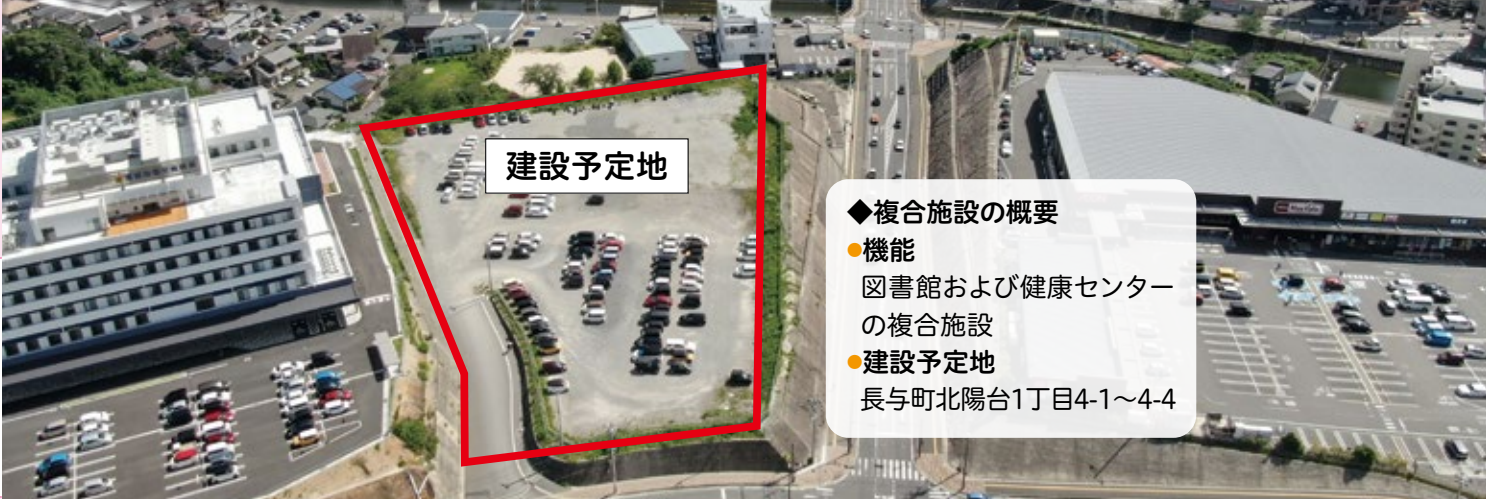 建設予定地
◆複合施設の概要
●機能
図書館および健康センター
の複合施設
●建設予定地
長与町北陽台1丁目4-1～4-4